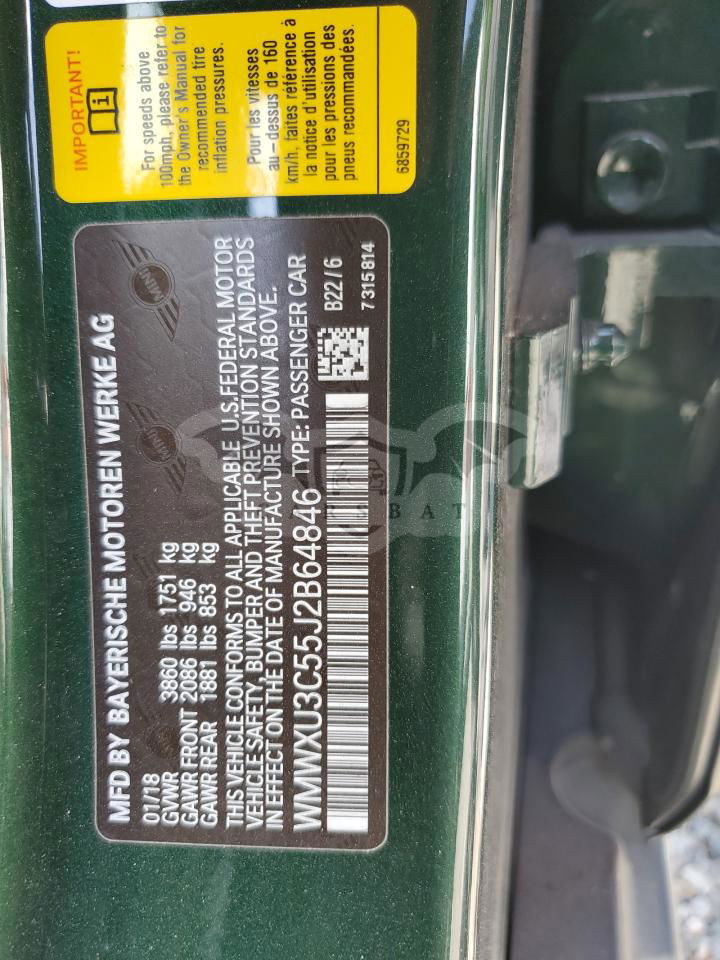 IMPORTANT!
For speeds above
100mph, please refer to
the Owner's Manual for
recommended tire
inflation pressures.
Pour les vitesses
au-dessus de 160
km/h, faites référence à
la notice d'utilisation
pour les pressions des
pneus recommandées.
6859729
MINI
MFD BY BAYERISCHE MOTOREN WERKE AG
01/18
GVWR 3860 lbs 1751 kg
GAWR FRONT 2086 lbs 946 kg
GAWR REAR 1881 lbs 853 kg
THIS VEHICLE CONFORMS TO ALL APPLICABLE U.S.FEDERAL MOTOR
VEHICLE SAFETY, BUMPER AND THEFT PREVENTION STANDARDS
IN EFFECT ON THE DATE OF MANUFACTURE SHOWN ABOVE.
WMWXU3C55J2B64846 TYPE: PASSENGER CAR
B22/6
7315814